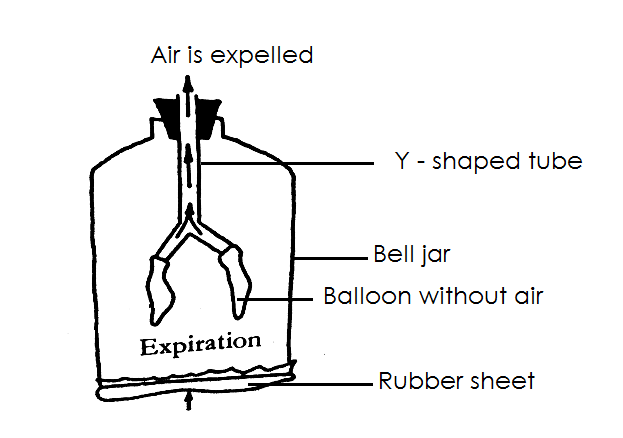 Air is expelled
Y - shaped tube
Bell jar
Balloon without air
Expiration
Rubber sheet